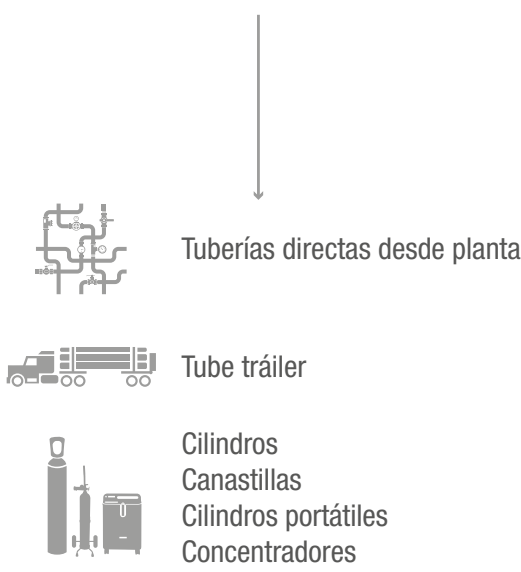 Tuberías directas desde planta
Tube tráiler
Cilindros
Canastillas
Cilindros portátiles
Concentradores